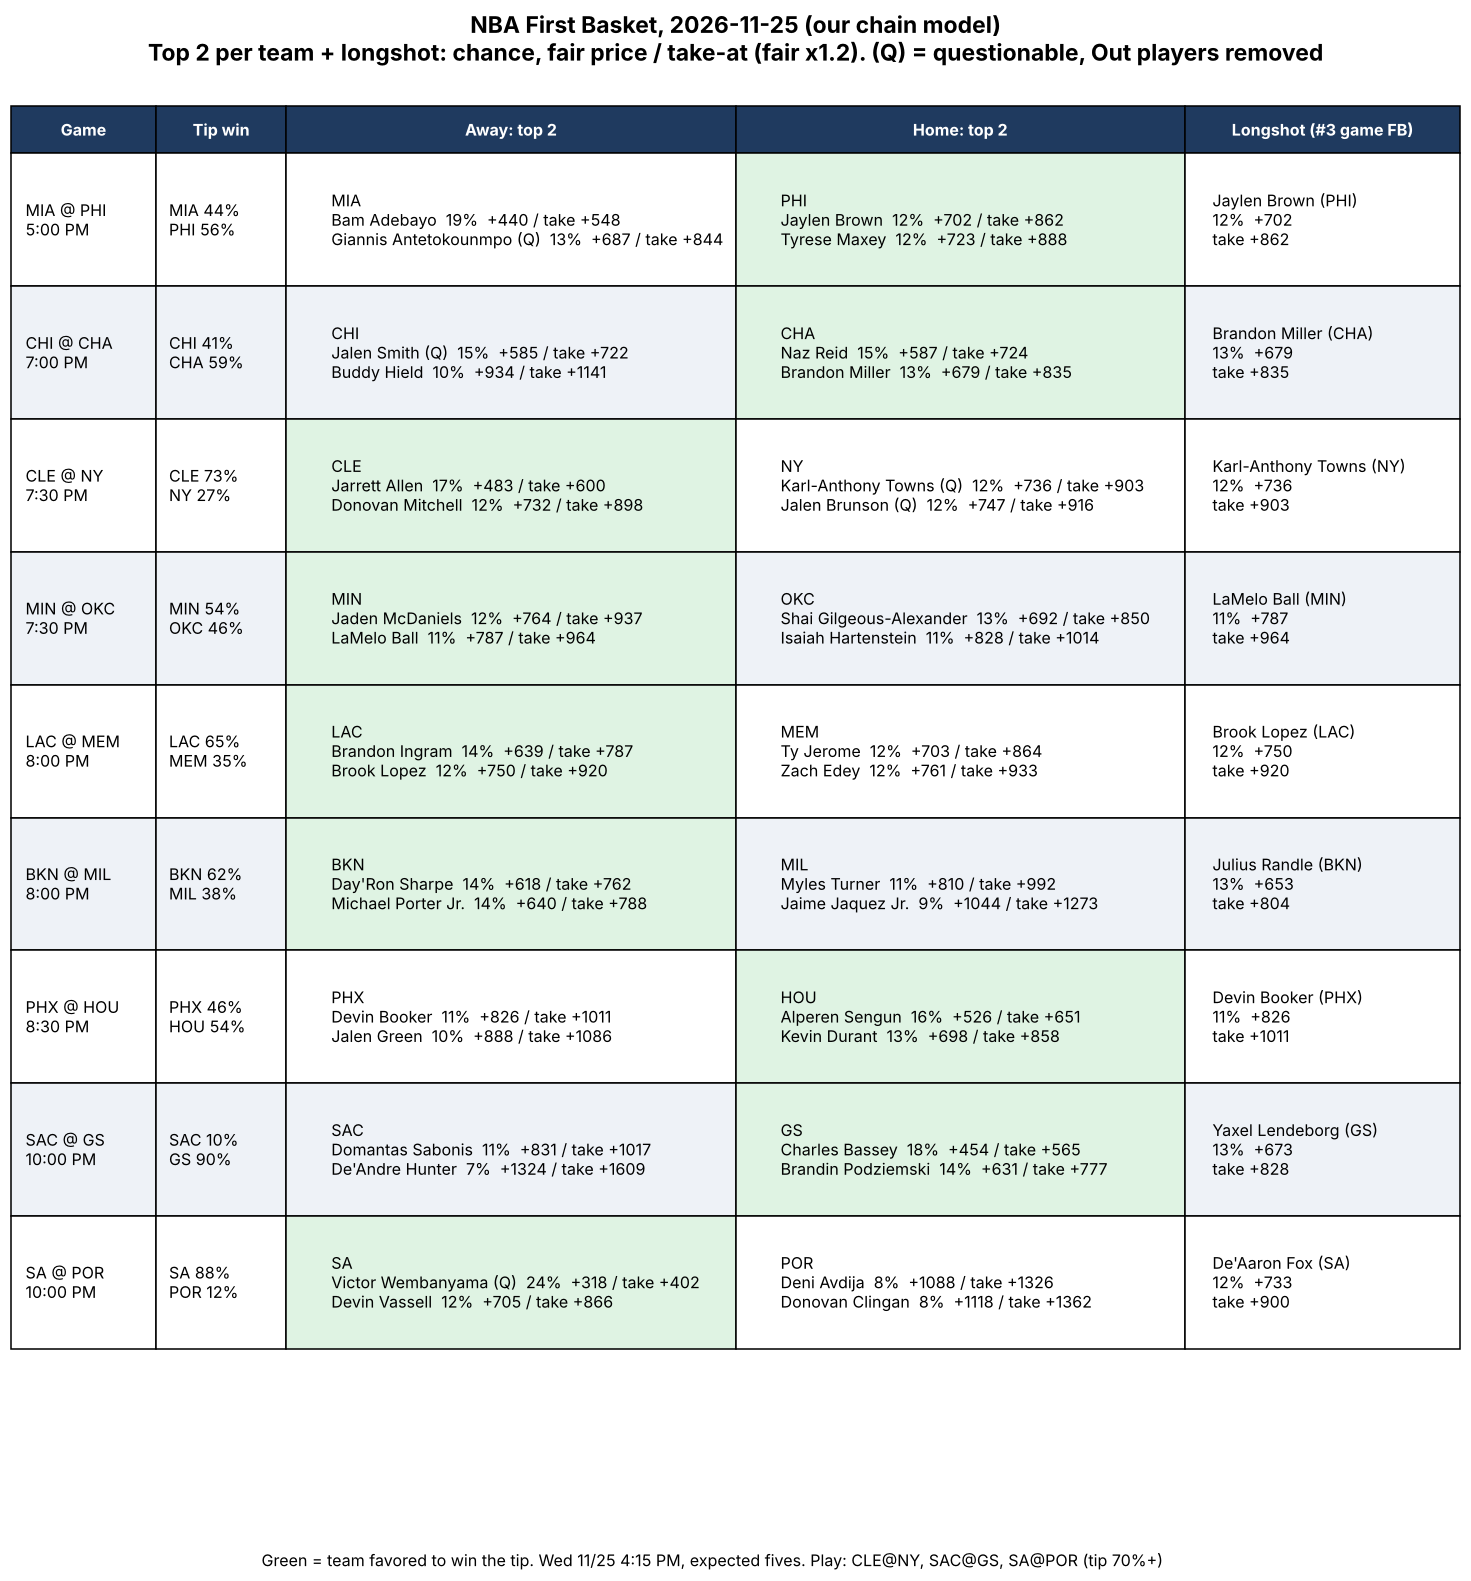 NBA First Basket, 2026-11-25 (our chain model)
Top 2 per team + longshot: chance, fair price / take-at (fair x1.2). (Q) = questionable, Out players removed
Game
Tip win
Away: top 2
Home: top 2
Longshot (#3 game FB)
MIA @ PHI
5:00 PM
MIA 44%
PHI 56%
MIA
Bam Adebayo 19% +440 / take +548
Giannis Antetokounmpo (Q) 13% +687 / take +844
PHI
Jaylen Brown 12% +702 / take +862
Tyrese Maxey 12% +723 / take +888
Jaylen Brown (PHI)
12% +702
take +862
CHI @ CHA
7:00 PM
CHI 41%
CHA 59%
CHI
Jalen Smith (Q) 15% +585 / take +722
Buddy Hield 10% +934 / take +1141
CHA
Naz Reid 15% +587 / take +724
Brandon Miller 13% +679 / take +835
Brandon Miller (CHA)
13% +679
take +835
CLE @ NY
7:30 PM
CLE 73%
NY 27%
CLE
Jarrett Allen 17% +483 / take +600
Donovan Mitchell 12% +732 / take +898
NY
Karl-Anthony Towns (Q) 12% +736 / take +903
Jalen Brunson (Q) 12% +747 / take +916
Karl-Anthony Towns (NY)
12% +736
take +903
MIN @ OKC
7:30 PM
MIN 54%
OKC 46%
MIN
Jaden McDaniels 12% +764 / take +937
LaMelo Ball 11% +787 / take +964
OKC
Shai Gilgeous-Alexander 13% +692 / take +850
Isaiah Hartenstein 11% +828 / take +1014
LaMelo Ball (MIN)
11% +787
take +964
LAC @ MEM
8:00 PM
LAC 65%
MEM 35%
LAC
Brandon Ingram 14% +639 / take +787
Brook Lopez 12% +750 / take +920
MEM
Ty Jerome 12% +703 / take +864
Zach Edey 12% +761 / take +933
Brook Lopez (LAC)
12% +750
take +920
BKN @ MIL
8:00 PM
BKN 62%
MIL 38%
BKN
Day'Ron Sharpe 14% +618 / take +762
Michael Porter Jr. 14% +640 / take +788
MIL
Myles Turner 11% +810 / take +992
Jaime Jaquez Jr. 9% +1044 / take +1273
Julius Randle (BKN)
13% +653
take +804
PHX @ HOU
8:30 PM
PHX 46%
HOU 54%
PHX
Devin Booker 11% +826 / take +1011
Jalen Green 10% +888 / take +1086
HOU
Alperen Sengun 16% +526 / take +651
Kevin Durant 13% +698 / take +858
Devin Booker (PHX)
11% +826
take +1011
SAC @ GS
10:00 PM
SAC 10%
GS 90%
SAC
Domantas Sabonis 11% +831 / take +1017
De'Andre Hunter 7% +1324 / take +1609
GS
Charles Bassey 18% +454 / take +565
Brandin Podziemski 14% +631 / take +777
Yaxel Lendeborg (GS)
13% +673
take +828
SA @ POR
10:00 PM
SA 88%
POR 12%
SA
Victor Wembanyama (Q) 24% +318 / take +402
Devin Vassell 12% +705 / take +866
POR
Deni Avdija 8% +1088 / take +1326
Donovan Clingan 8% +1118 / take +1362
De'Aaron Fox (SA)
12% +733
take +900
Green = team favored to win the tip. Wed 11/25 4:15 PM, expected fives. Play: CLE@NY, SAC@GS, SA@POR (tip 70%+)